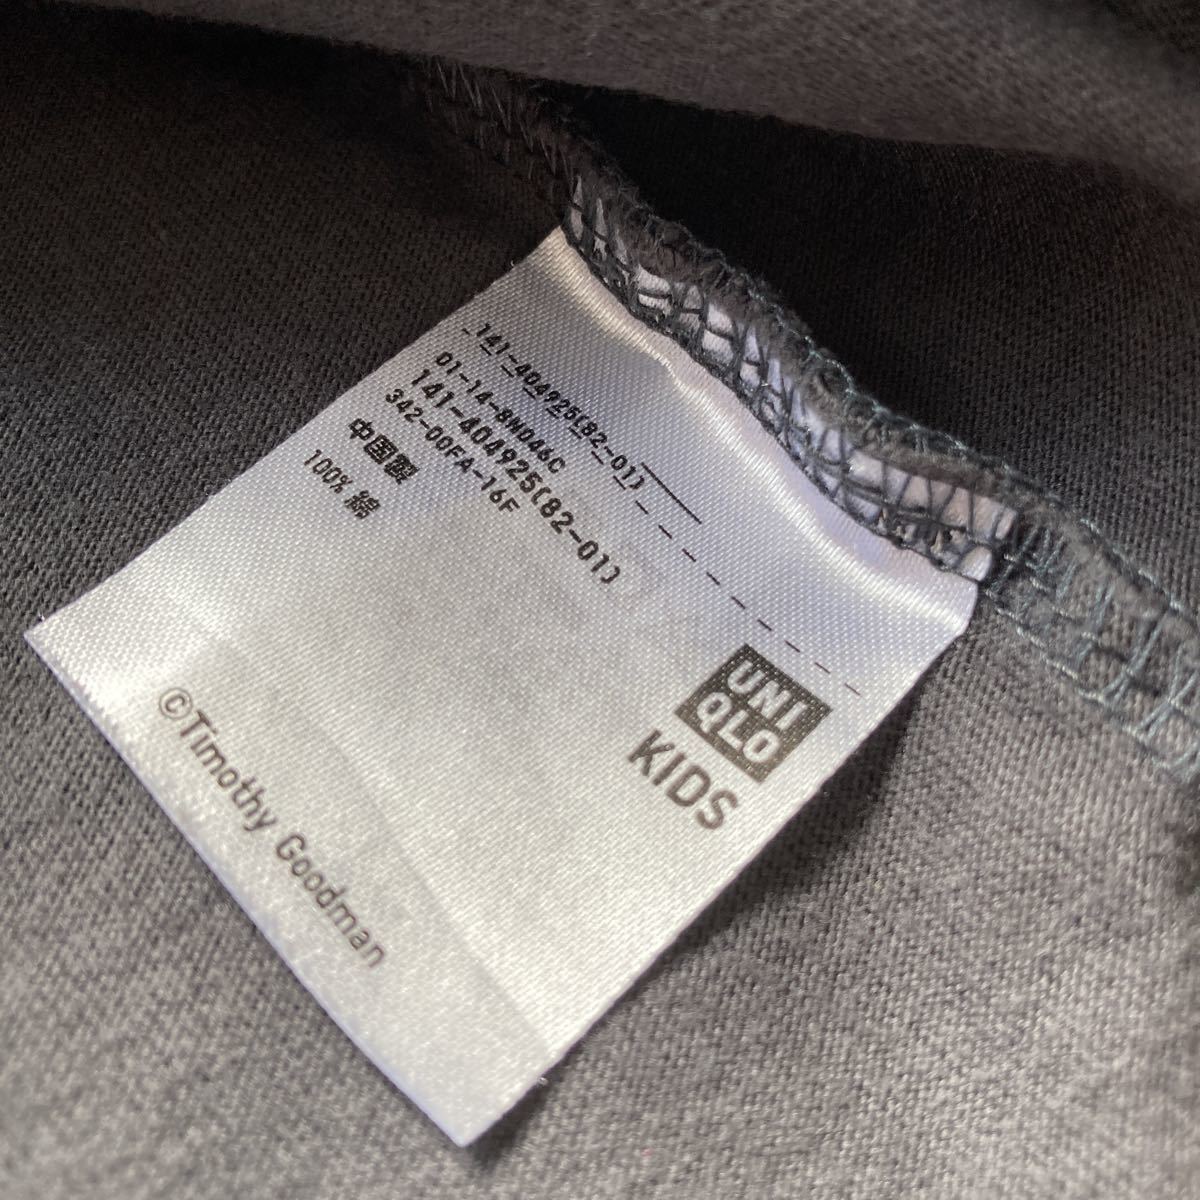 141-404925(82-01)
01-14-8W046C
141-404925(82-01)
342-00FA-16F
中国製
100% 綿
UNI
QLO
KIDS
©Timothy Goodman